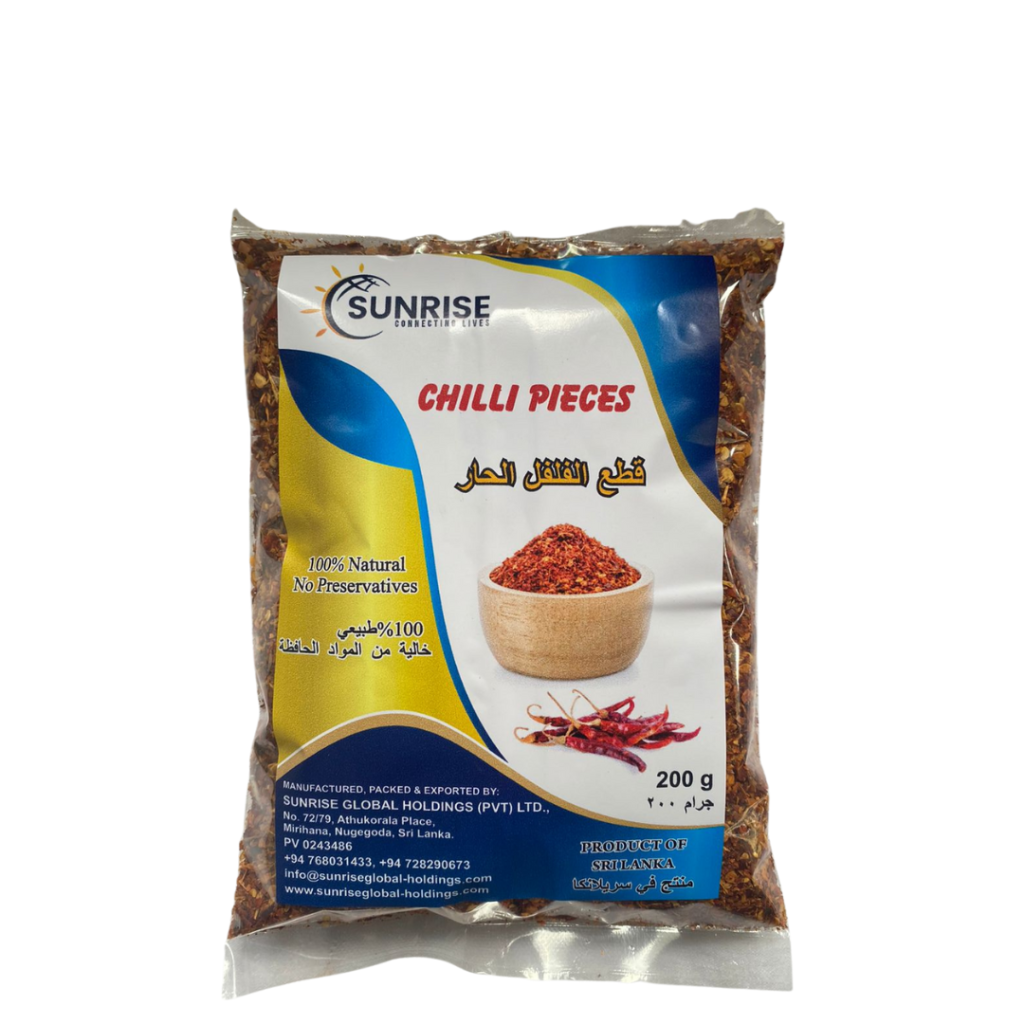 SUNRISE
CONNECTING LIVES
CHILLI PIECES
قطع الفلفل الحار
100% Natural
No Preservatives
100%طبيعي
خالية من المواد الحافظة
200 g
جرام ٢٠٠
MANUFACTURED, PACKED & EXPORTED BY:
SUNRISE GLOBAL HOLDINGS (PVT) LTD.,
No. 72/79, Athukorala Place,
Mirihana, Nugegoda, Sri Lanka.
PV 0243486
+94 768031433, +94 728290673
info@sunriseglobal-holdings.com
www.sunriseglobal-holdings.com
PRODUCT OF
SRI LANKA
منتج في سريلانكا